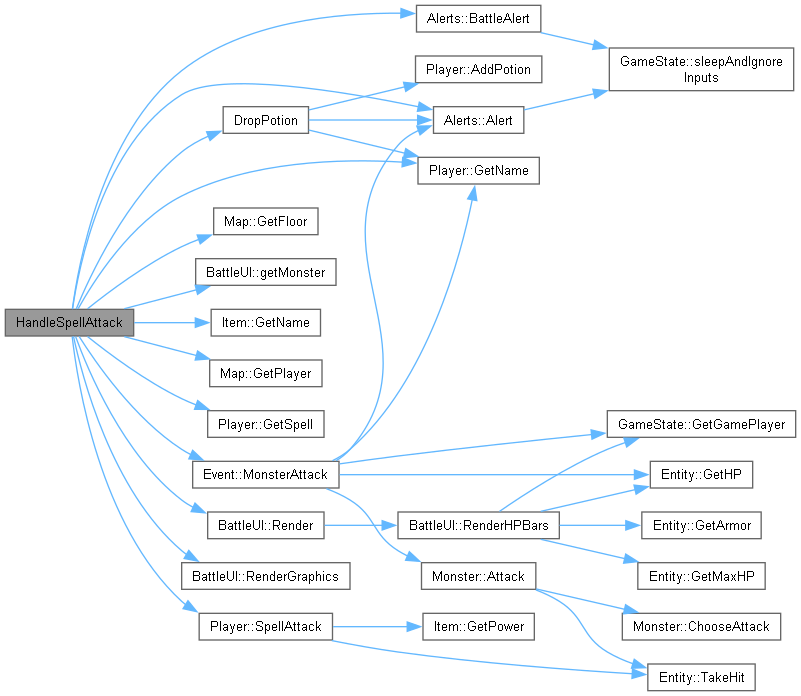 Alerts::BattleAlert
GameState::sleepAndIgnore
Inputs
Player::AddPotion
DropPotion
Alerts::Alert
Player::GetName
Map::GetFloor
BattleUI::getMonster
HandleSpellAttack
Item::GetName
Map::GetPlayer
Player::GetSpell
GameState::GetGamePlayer
Event::MonsterAttack
Entity::GetHP
BattleUI::Render
BattleUI::RenderHPBars
Entity::GetArmor
BattleUI::RenderGraphics
Monster::Attack
Entity::GetMaxHP
Player::SpellAttack
Item::GetPower
Monster::ChooseAttack
Entity::TakeHit